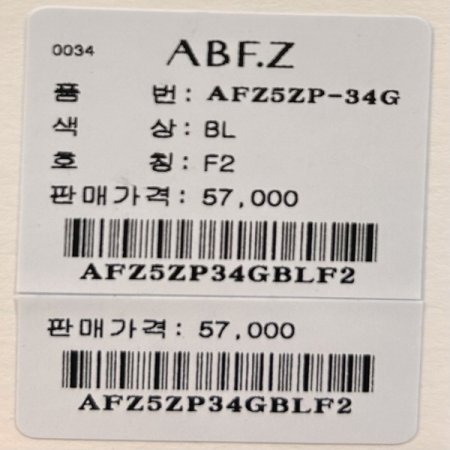 0034 ABF.Z
품 번: AFZ5ZP-34G
색 상: BL
호 칭: F2
판매가격: 57,000
AFZ5ZP34GBLF2
판매가격: 57,000
AFZ5ZP34GBLF2